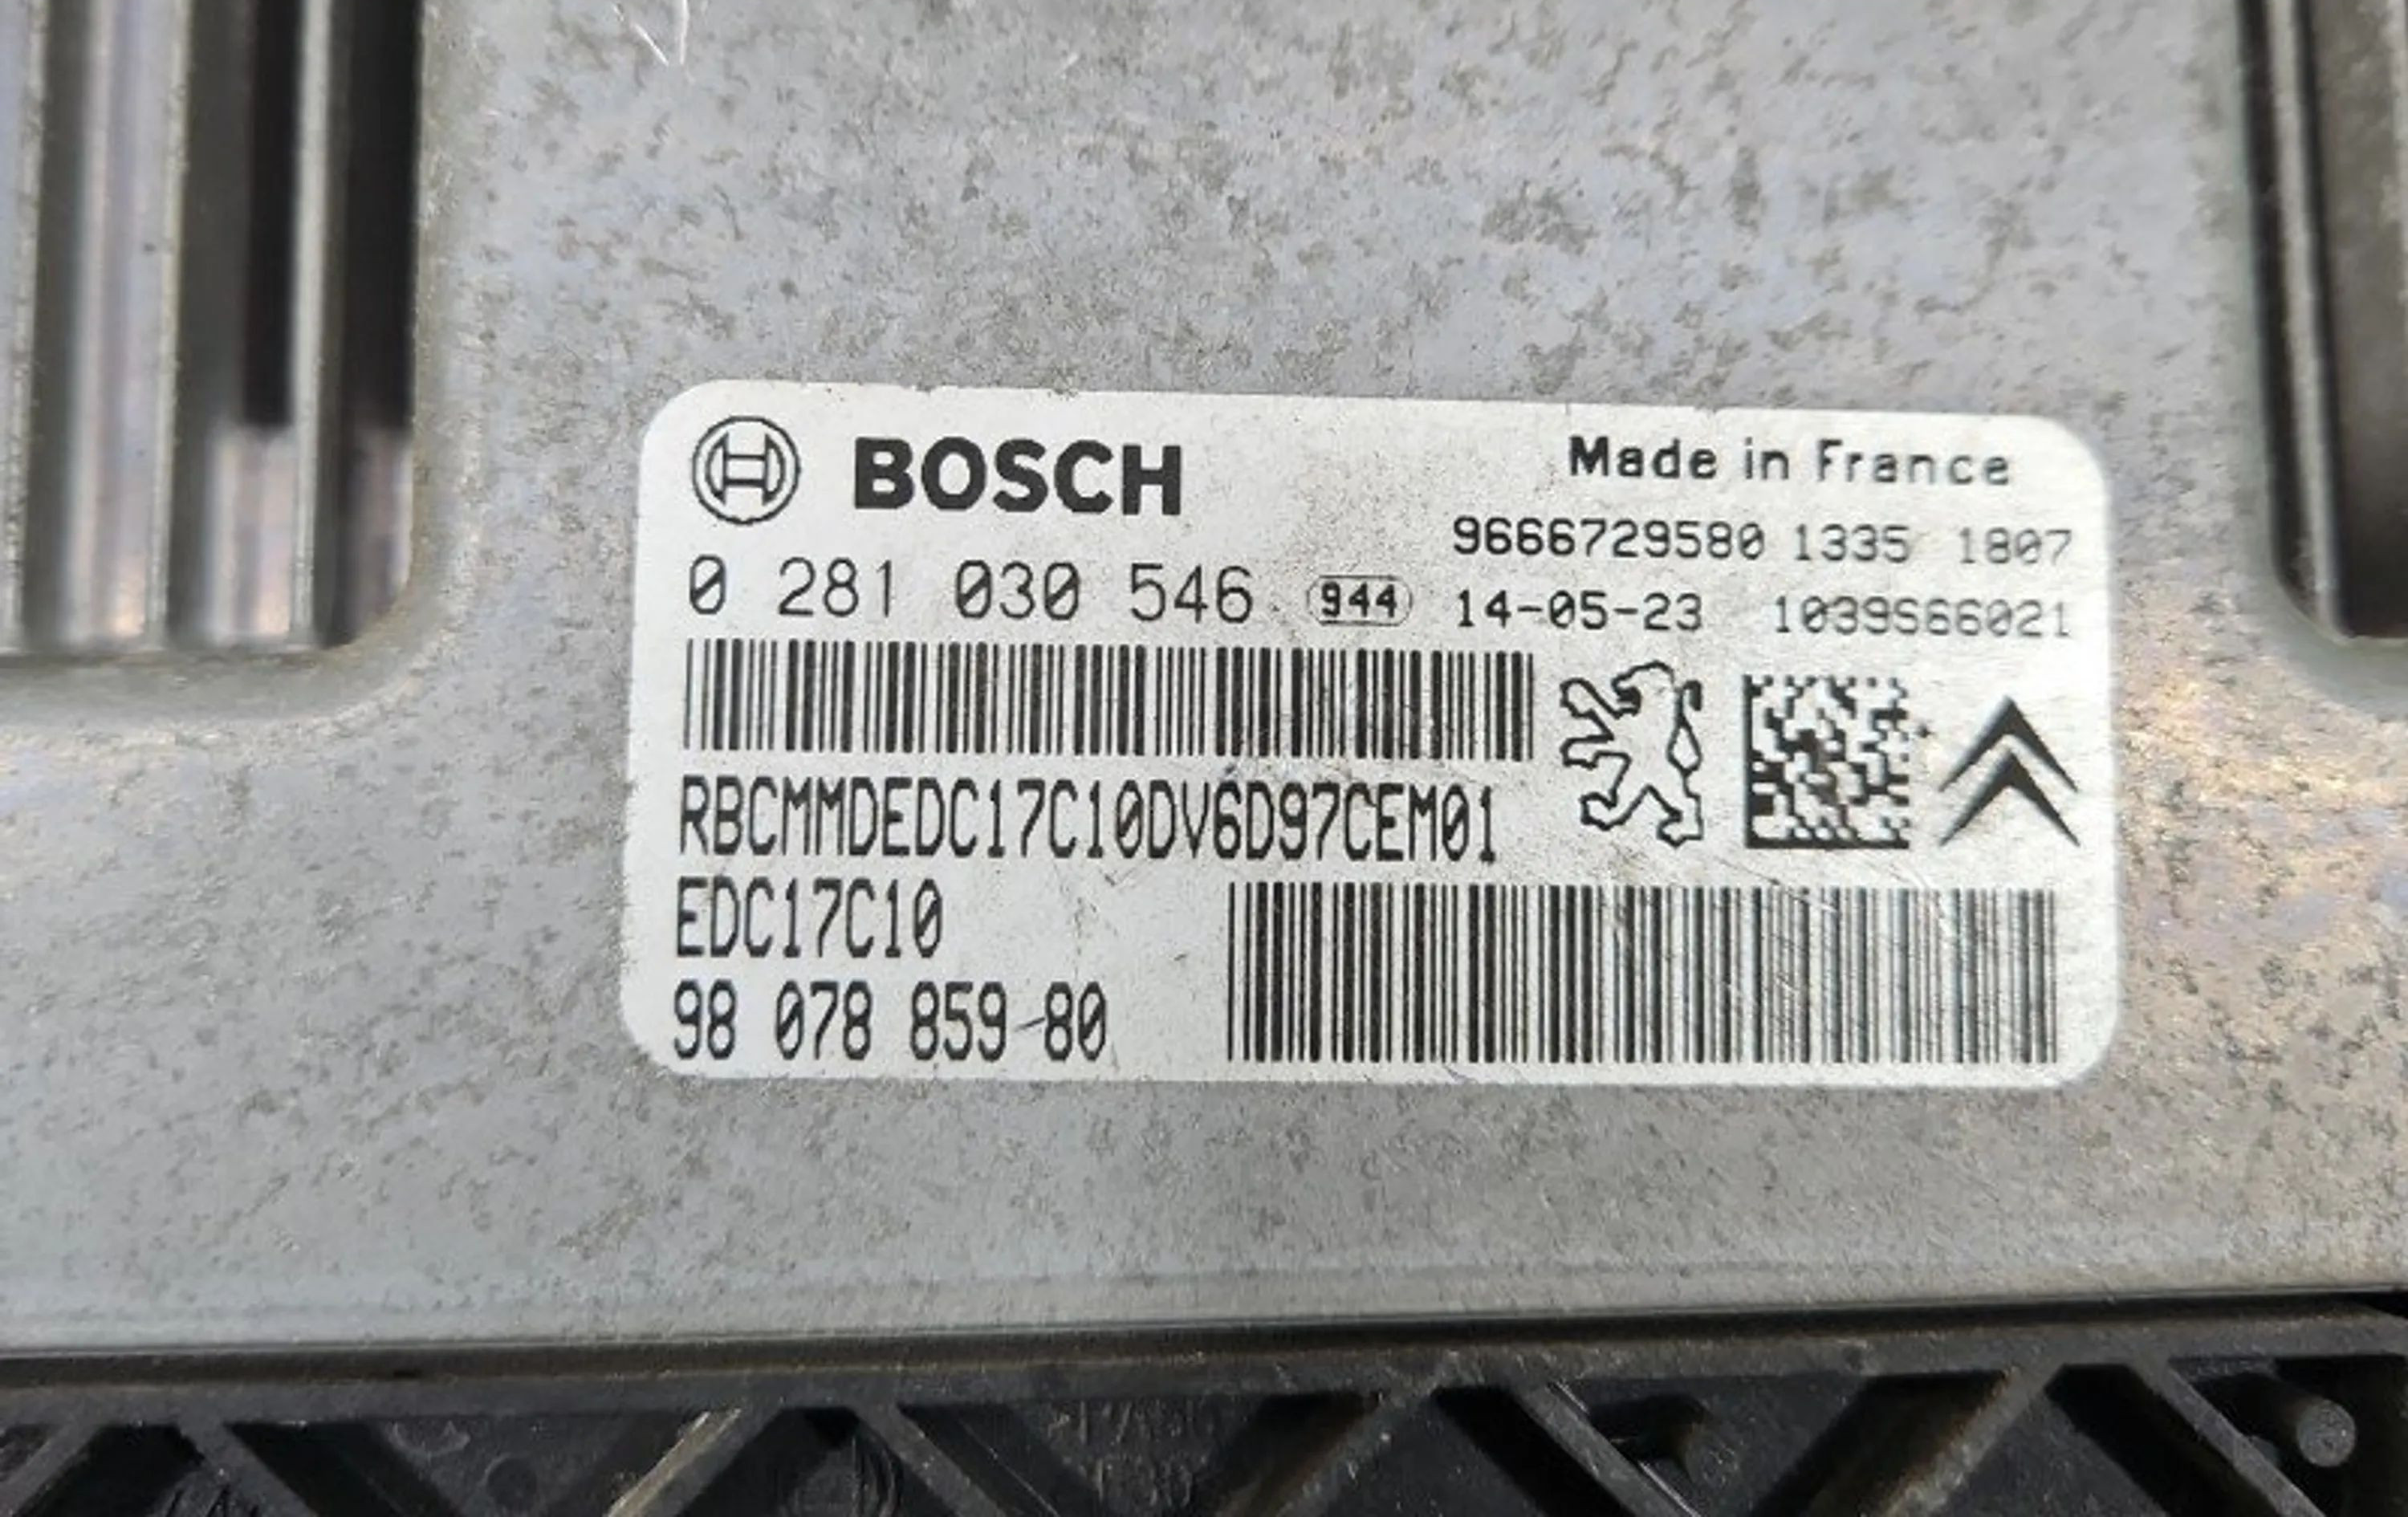 BOSCH
Made in France
9666729580 1335 1807
0 281 030 546 944 14-05-23 1039S66021
RBCMMDEDC17C10DV6D97CEM01
EDC17C10
98 078 859 80